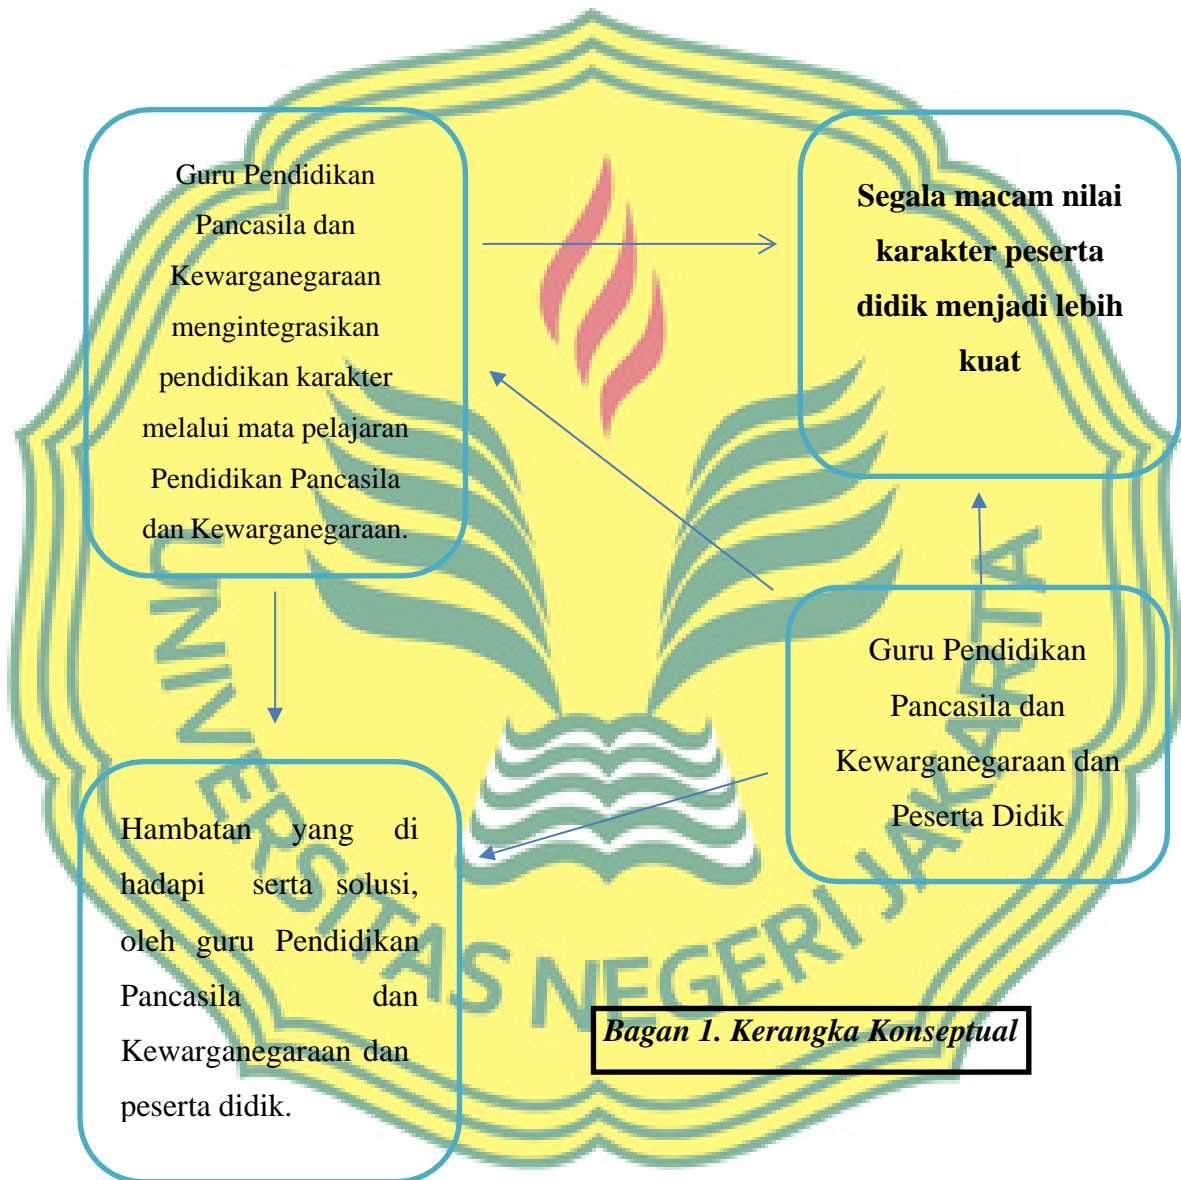 Guru Pendidikan
Pancasila dan
Kewarganegaraan
mengintegrasikan
pendidikan karakter
melalui mata pelajaran
Pendidikan Pancasila
dan Kewarganegaraan.
Segala macam nilai
karakter peserta
didik menjadi lebih
kuat
Guru Pendidikan
Pancasila dan
Kewarganegaraan dan
Peserta Didik
Hambatan yang di
hadapi serta solusi,
oleh guru Pendidikan
Pancasila dan
Kewarganegaraan dan
peserta didik.
Bagan 1. Kerangka Konseptual
UNIVERSITAS NEGERI JAKARTA